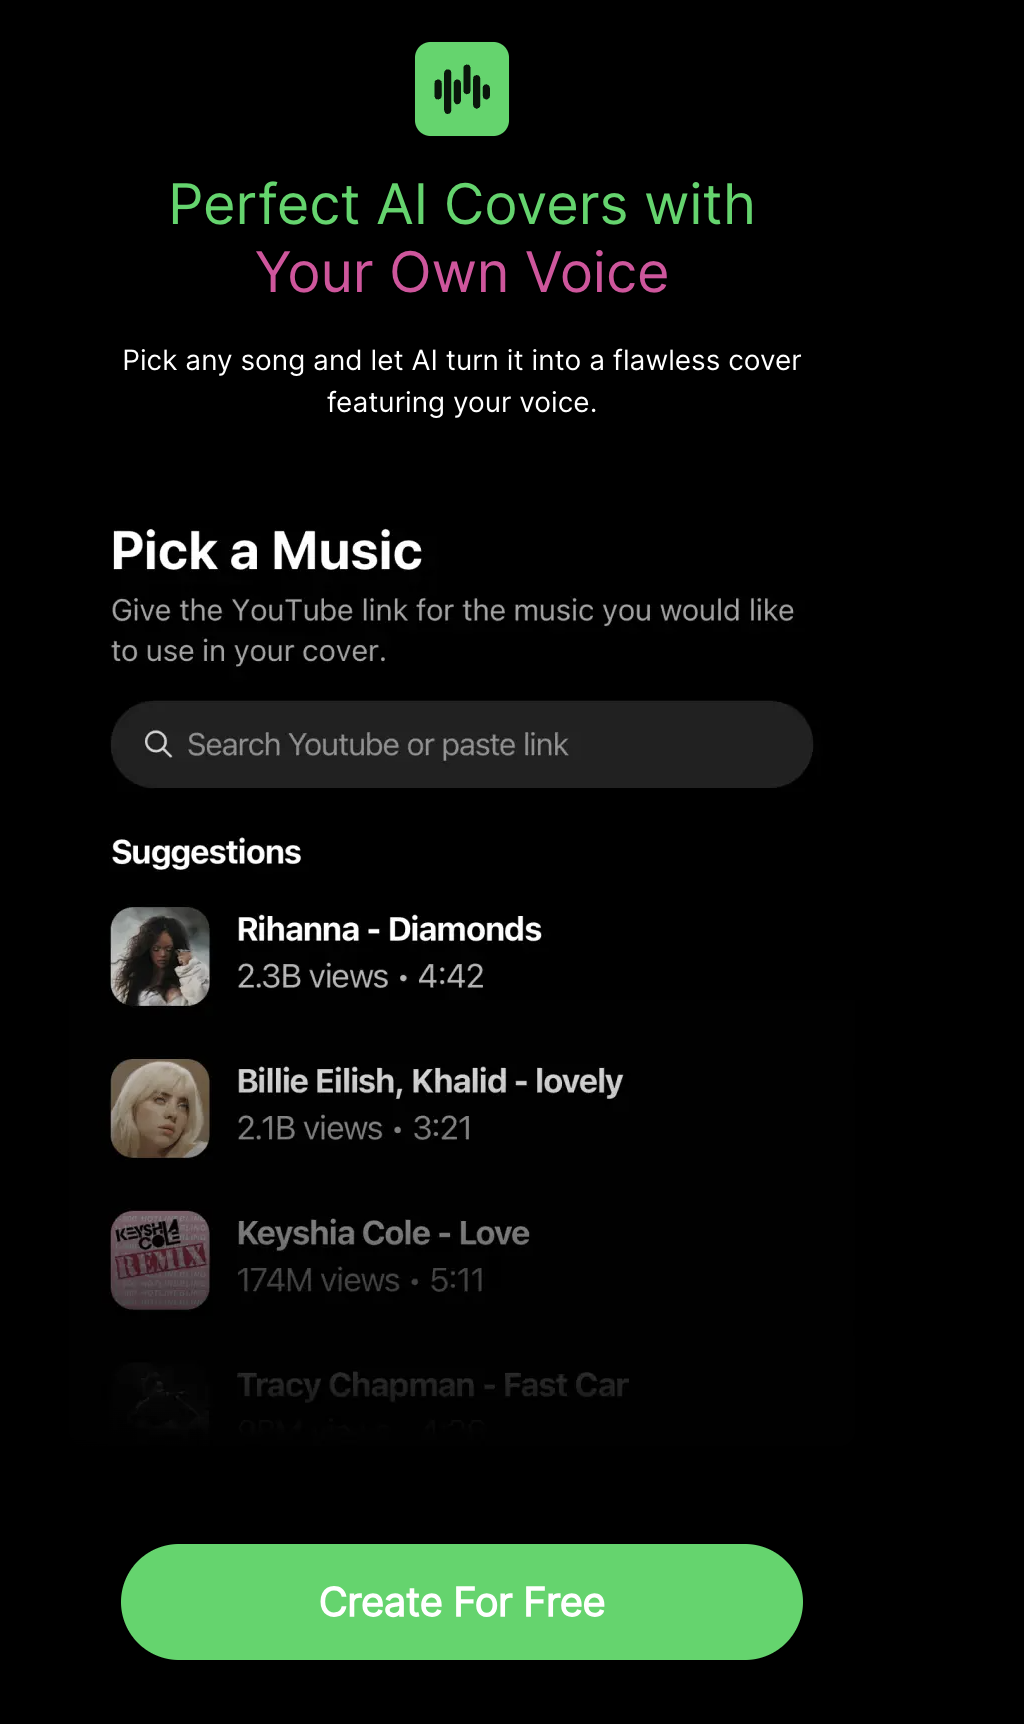 Perfect AI Covers with
Your Own Voice
Pick any song and let AI turn it into a flawless cover
featuring your voice.
Pick a Music
Give the YouTube link for the music you would like
to use in your cover.
Search Youtube or paste link
Suggestions
Rihanna - Diamonds
2.3B views • 4:42
Billie Eilish, Khalid - lovely
2.1B views • 3:21
KEYSHIA
COLE
REMIX
Keyshia Cole - Love
174M views • 5:11
Tracy Chapman - Fast Car
views
Create For Free